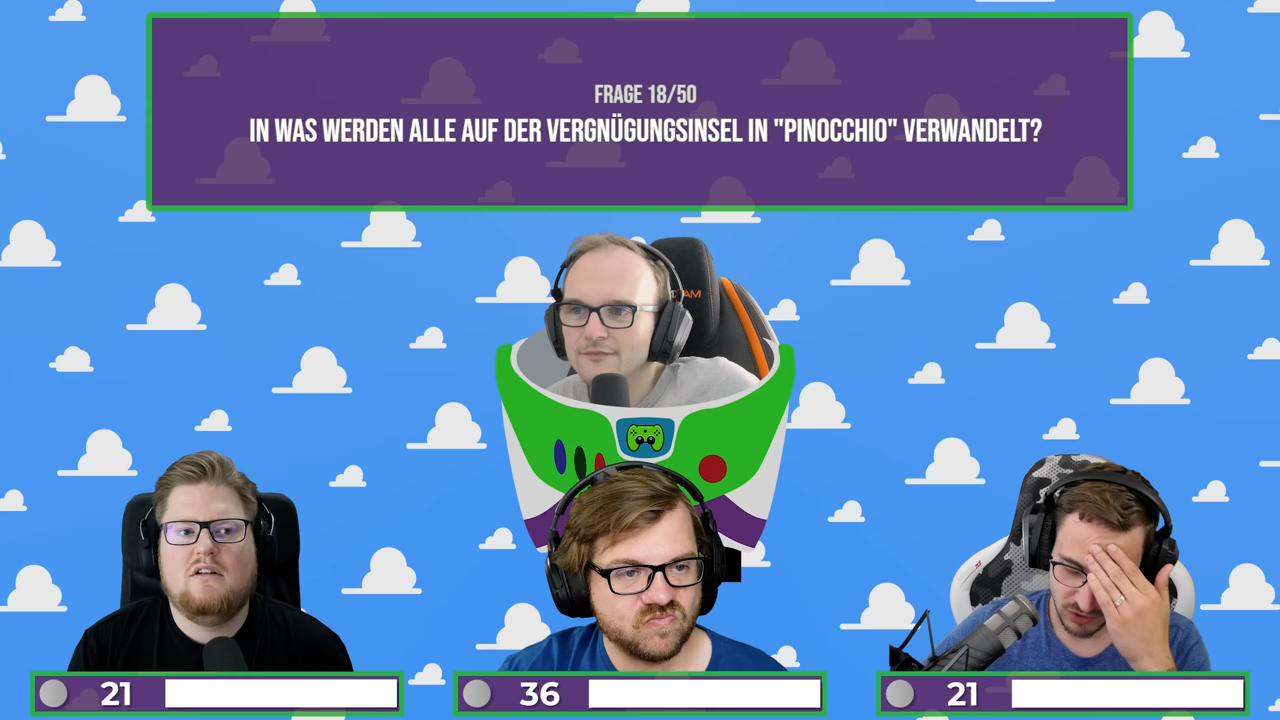 FRAGE 18/50
IN WAS WERDEN ALLE AUF DER VERGNÜGUNGSINSEL IN "PINOCCHIO" VERWANDELT?
21
36
21